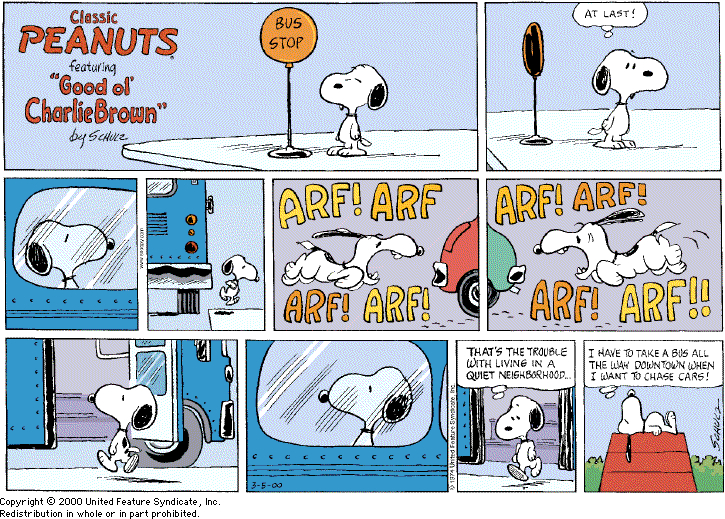 Classic
PEANUTS
featuring
"Good ol'
CharlieBrown"
by SCHULZ
BUS
STOP
AT LAST!
ARF! ARF
ARF! ARF!
ARF! ARF!
ARF! ARF!!
3-5-00
© 1974 United Feature Syndicate, Inc.
THAT'S THE TROUBLE
WITH LIVING IN A
QUIET NEIGHBORHOOD...
I HAVE TO TAKE A BUS ALL
THE WAY DOWNTOWN WHEN
I WANT TO CHASE CARS!
SCHULZ
Copyright © 2000 United Feature Syndicate, Inc.
Redistribution in whole or in part prohibited.